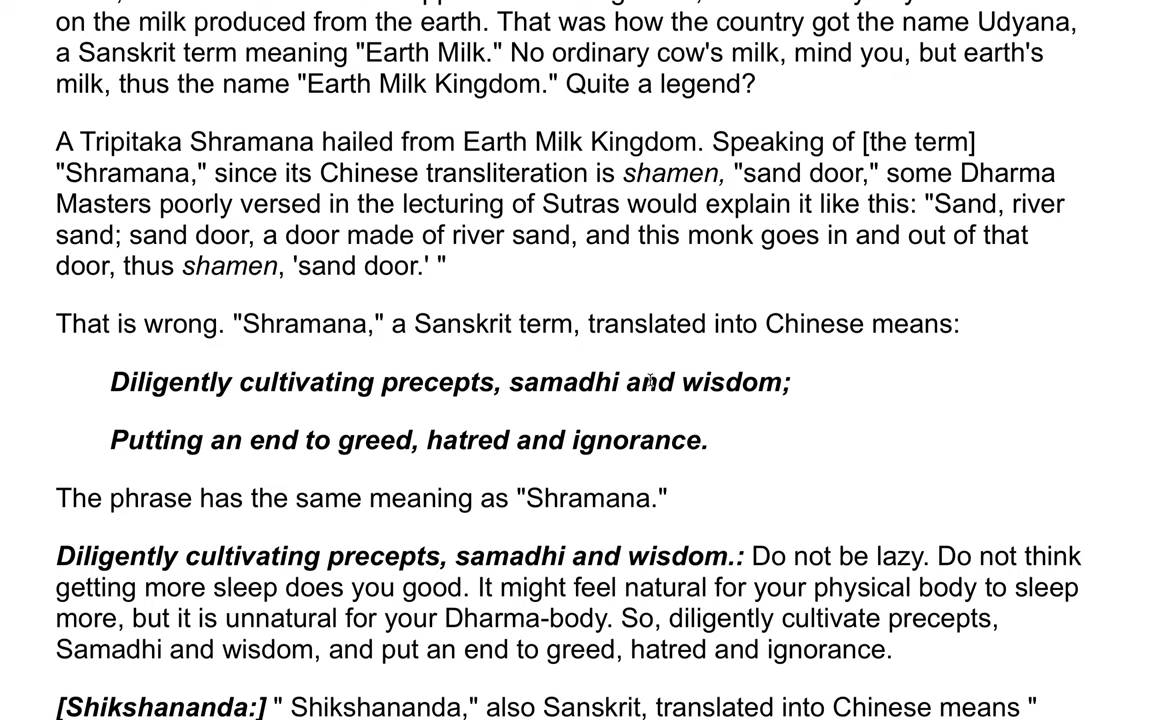 on the milk produced from the earth. That was how the country got the name Udyana,
a Sanskrit term meaning "Earth Milk." No ordinary cow's milk, mind you, but earth's
milk, thus the name "Earth Milk Kingdom." Quite a legend?
A Tripitaka Shramana hailed from Earth Milk Kingdom. Speaking of [the term]
"Shramana," since its Chinese transliteration is shamen, "sand door," some Dharma
Masters poorly versed in the lecturing of Sutras would explain it like this: "Sand, river
sand; sand door, a door made of river sand, and this monk goes in and out of that
door, thus shamen, 'sand door.' "
That is wrong. "Shramana," a Sanskrit term, translated into Chinese means:
Diligently cultivating precepts, samadhi and wisdom;
Putting an end to greed, hatred and ignorance.
The phrase has the same meaning as "Shramana."
Diligently cultivating precepts, samadhi and wisdom.: Do not be lazy. Do not think
getting more sleep does you good. It might feel natural for your physical body to sleep
more, but it is unnatural for your Dharma-body. So, diligently cultivate precepts,
Samadhi and wisdom, and put an end to greed, hatred and ignorance.
[Shikshananda:] " Shikshananda," also Sanskrit, translated into Chinese means "